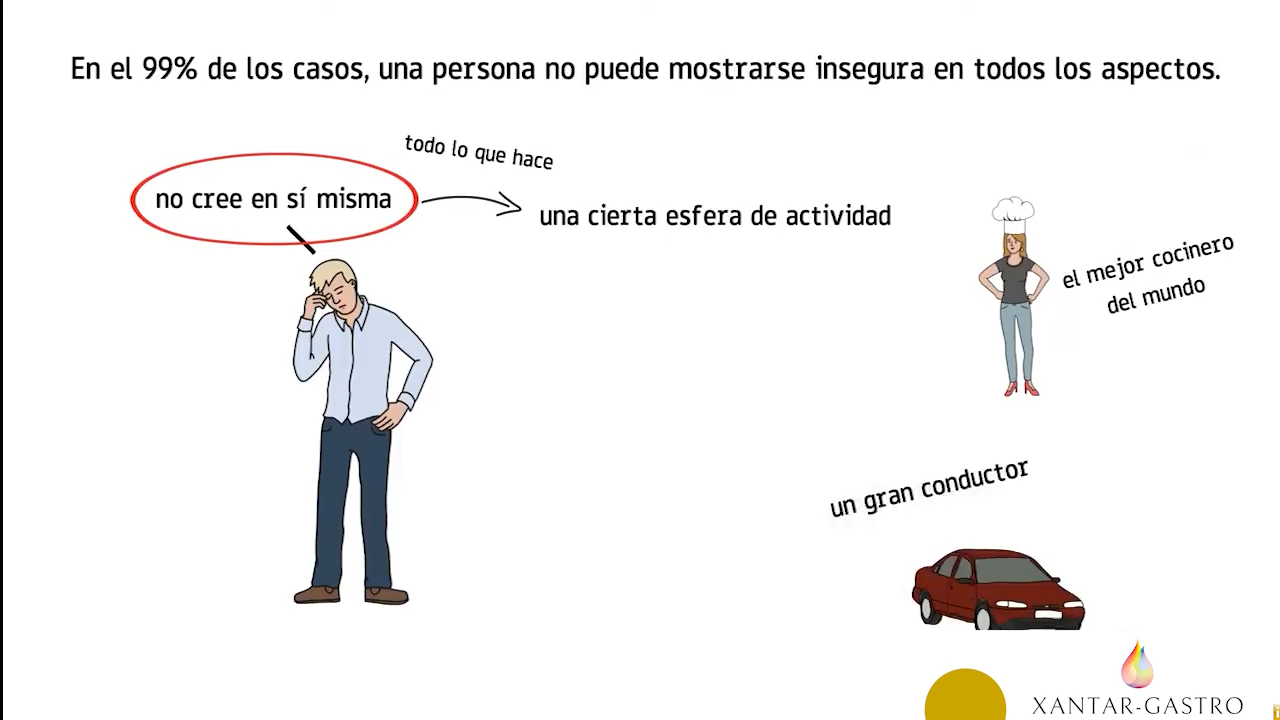 En el 99% de los casos, una persona no puede mostrarse insegura en todos los aspectos.
todo lo que hace
no cree en sí misma
una cierta esfera de actividad
el mejor cocinero
del mundo
un gran conductor
XANTAR-GASTRO